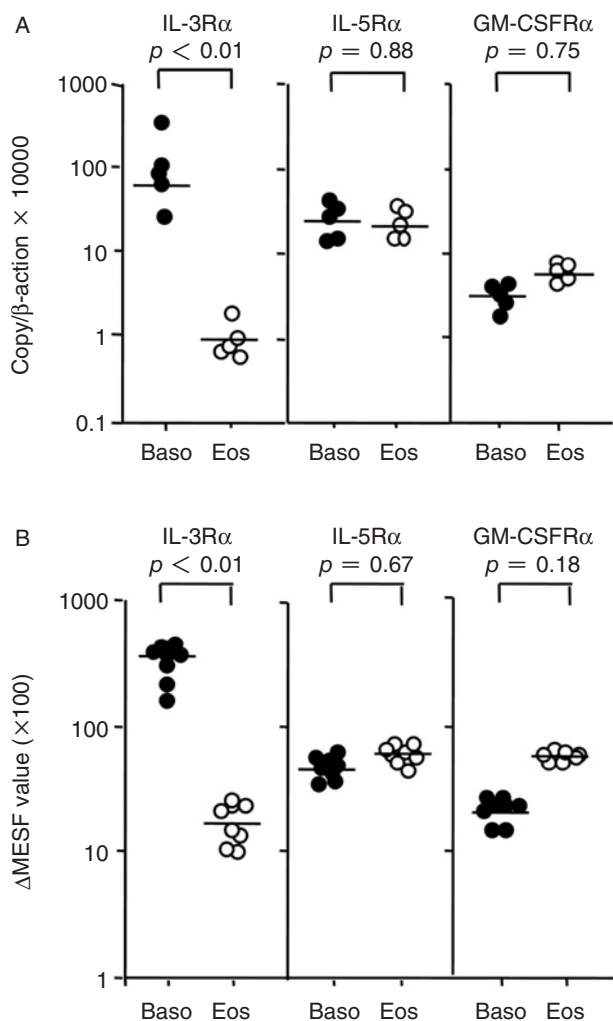 A
IL-3Rα IL-5Rα GM-CSFRα
p < 0.01 p = 0.88 p = 0.75
Copy/β-action × 10000
1000
100
10
1
0.1
Baso Eos Baso Eos Baso Eos
B
IL-3Rα IL-5Rα GM-CSFRα
p < 0.01 p = 0.67 p = 0.18
ΔMESF value (×100)
1000
100
10
1
Baso Eos Baso Eos Baso Eos